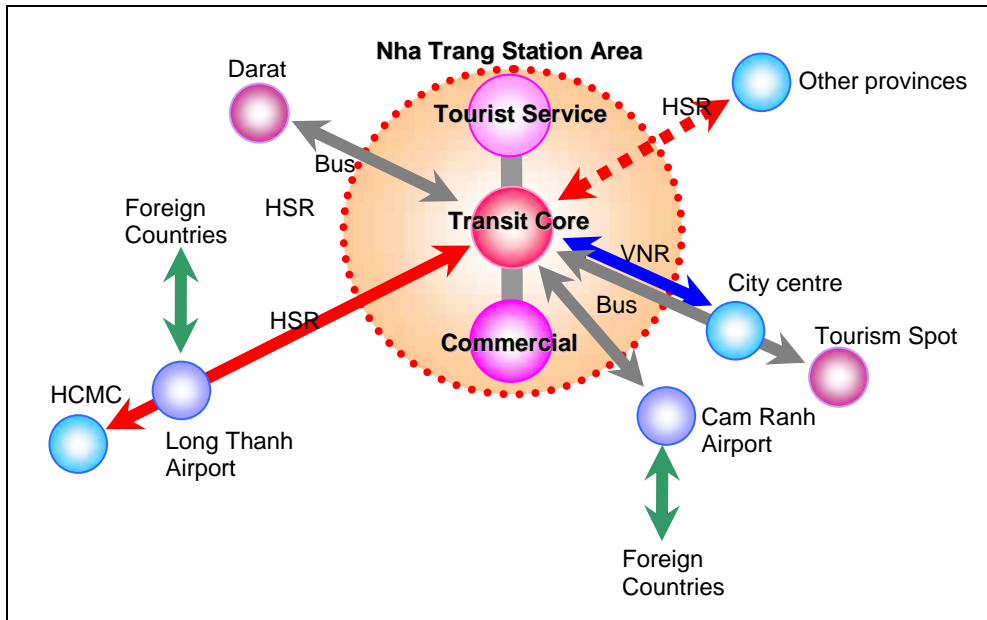 Nha Trang Station Area
Darat
Other provinces
HSR
Tourist Service
Bus
HSR
Foreign
Countries
Transit Core
VNR
City centre
Bus
HSR
Tourism Spot
Commercial
HCMC
Cam Ranh
Airport
Long Thanh
Airport
Foreign
Countries